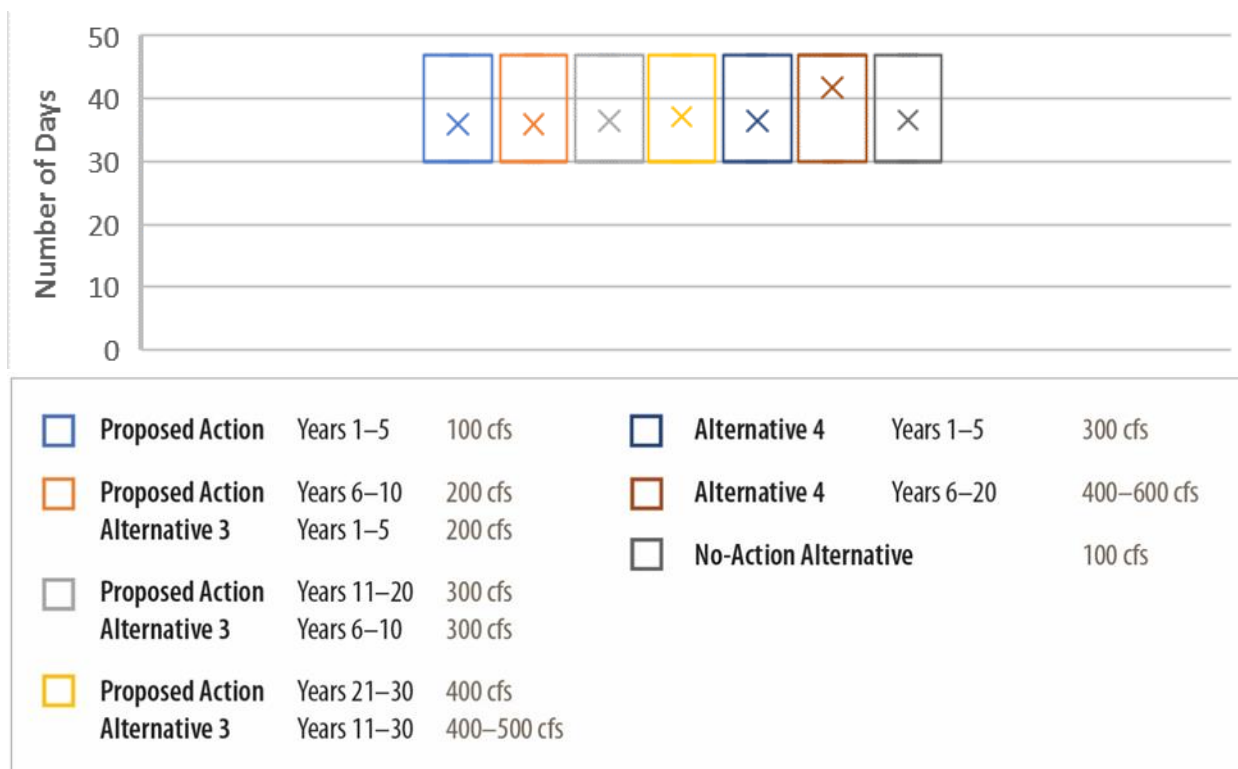 50
40
30
20
10
0
Number of Days
Proposed Action Years 1–5 100 cfs
Proposed Action Years 6–10 200 cfs
Alternative 3 Years 1–5 200 cfs
Proposed Action Years 11–20 300 cfs
Alternative 3 Years 6–10 300 cfs
Proposed Action Years 21–30 400 cfs
Alternative 3 Years 11–30 400–500 cfs
Alternative 4 Years 1–5 300 cfs
Alternative 4 Years 6–20 400–600 cfs
No-Action Alternative 100 cfs